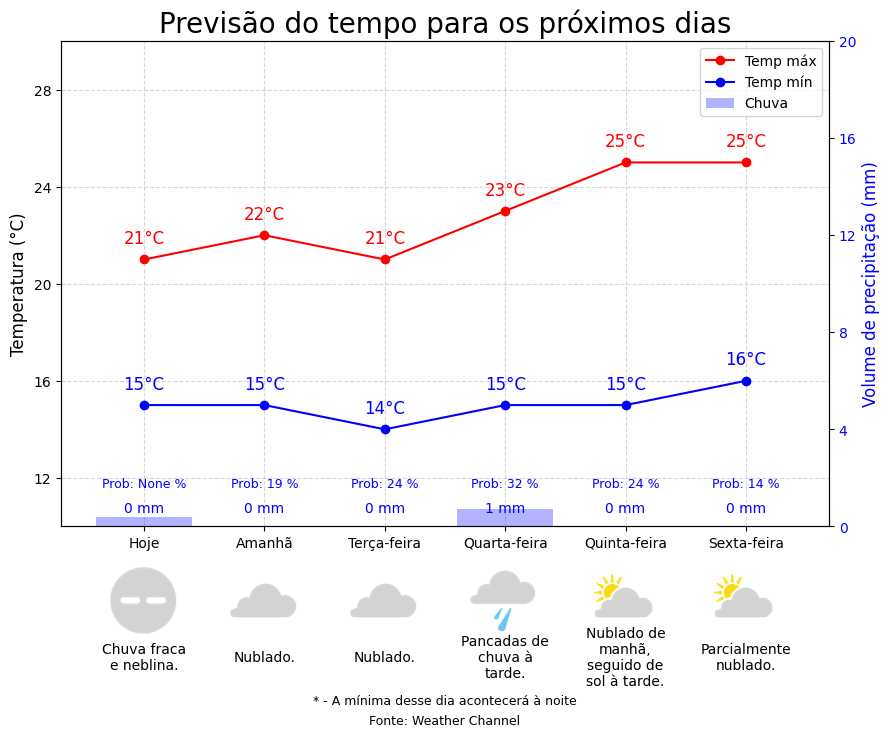 Previsão do tempo para os próximos dias
Temp máx
Temp mín
Chuva
Temperatura (°C)
28
24
20
16
12
Volume de precipitação (mm)
20
16
12
8
4
0
21°C
22°C
21°C
23°C
25°C
25°C
15°C
15°C
14°C
15°C
15°C
16°C
Prob: None %
Prob: 19 %
Prob: 24 %
Prob: 32 %
Prob: 24 %
Prob: 14 %
0 mm
0 mm
0 mm
1 mm
0 mm
0 mm
Hoje
Amanhã
Terça-feira
Quarta-feira
Quinta-feira
Sexta-feira
Chuva fraca
e neblina.
Nublado.
Nublado.
Pancadas de
chuva à
tarde.
Nublado de
manhã,
seguido de
sol à tarde.
Parcialmente
nublado.
* - A mínima desse dia acontecerá à noite
Fonte: Weather Channel